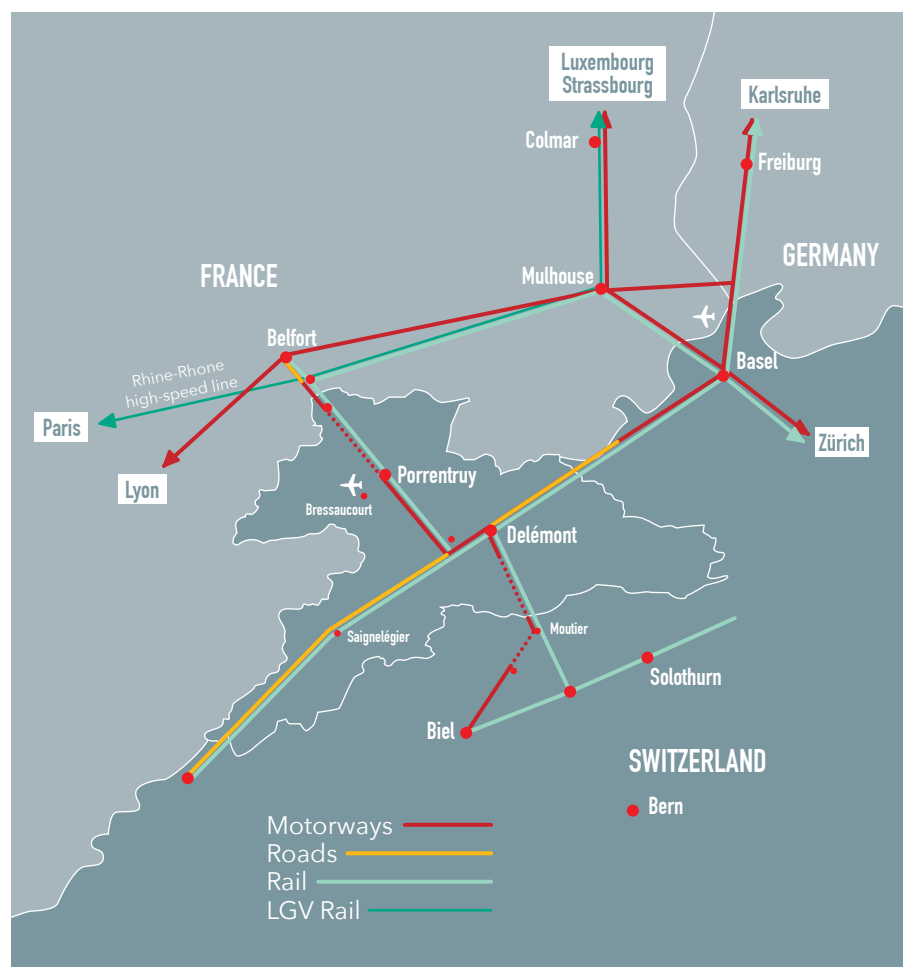 Luxembourg
Strassbourg
Karlsruhe
Colmar
Freiburg
GERMANY
FRANCE
Mulhouse
Belfort
Basel
Rhine-Rhone
high-speed line
Paris
Zürich
Lyon
Porrentruy
Bressaucourt
Delémont
Moutier
Saignelégier
Solothurn
Biel
SWITZERLAND
Bern
Motorways
Roads
Rail
LGV Rail